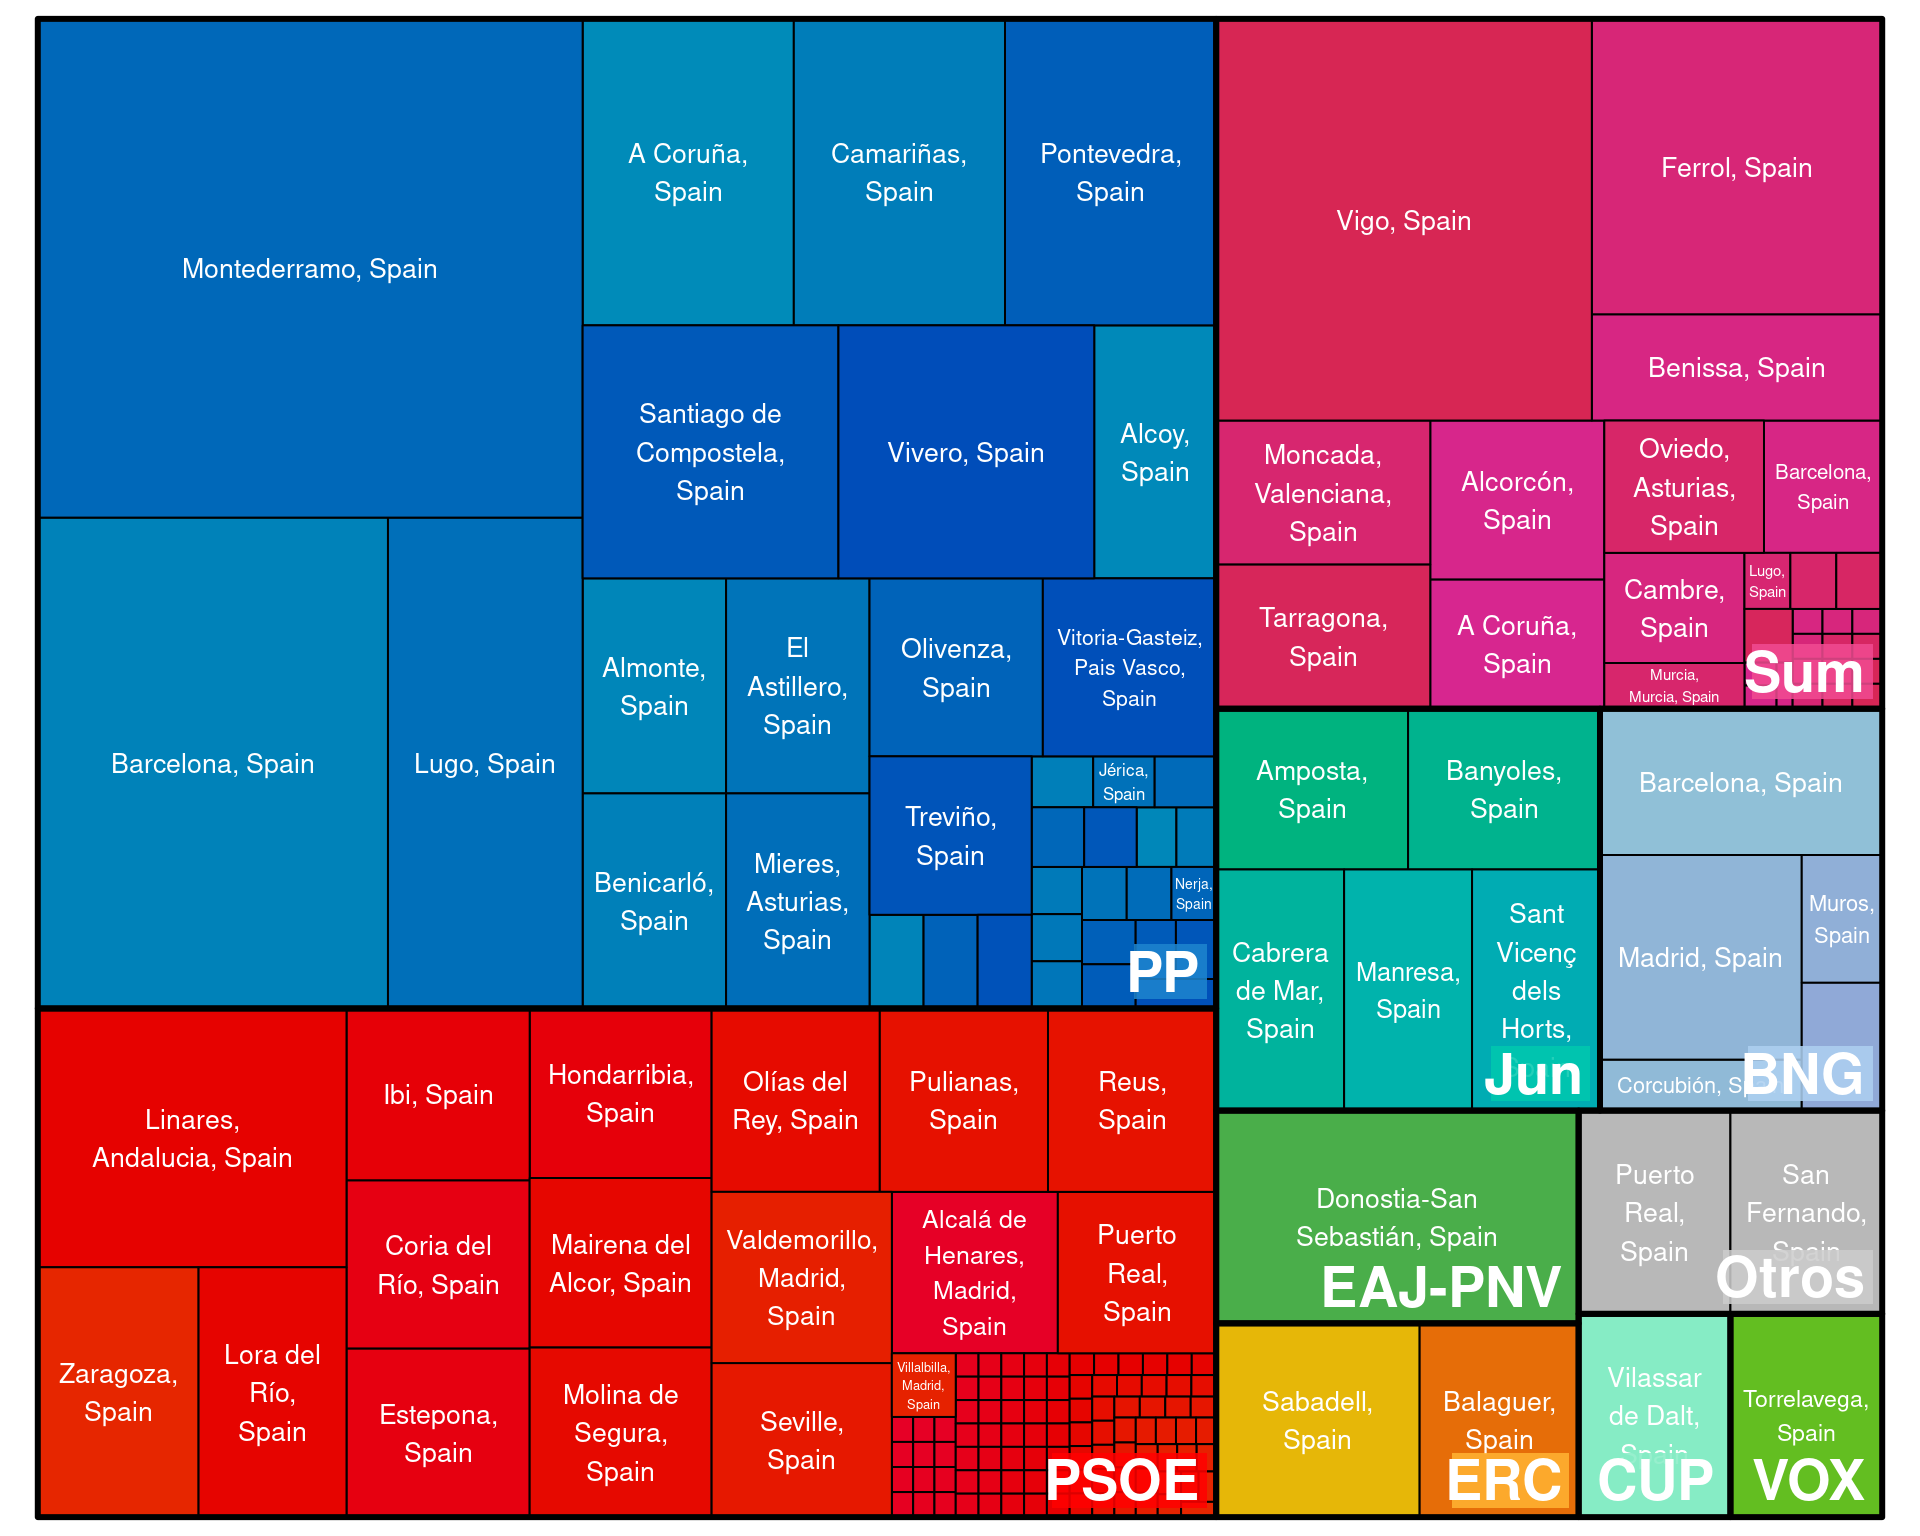 Montederramo, Spain
A Coruña,
Spain
Camariñas,
Spain
Pontevedra,
Spain
Santiago de
Compostela,
Spain
Vivero, Spain
Alcoy,
Spain
Barcelona, Spain
Lugo, Spain
Almonte,
Spain
El
Astillero,
Spain
Olivenza,
Spain
Vitoria-Gasteiz,
Pais Vasco,
Spain
Benicarló,
Spain
Mieres,
Asturias,
Spain
Treviño,
Spain
Jérica,
Spain
Nerja,
Spain
PP
Linares,
Andalucia, Spain
Zaragoza,
Spain
Lora del
Río,
Spain
Ibi, Spain
Coria del
Río, Spain
Estepona,
Spain
Hondarribia,
Spain
Mairena del
Alcor, Spain
Molina de
Segura,
Spain
Olías del
Rey, Spain
Pulianas,
Spain
Reus,
Spain
Valdemorillo,
Madrid,
Spain
Seville,
Spain
Alcalá de
Henares,
Madrid,
Spain
Puerto
Real,
Spain
Villalbilla,
Madrid,
Spain
PSOE
Vigo, Spain
Ferrol, Spain
Benissa, Spain
Moncada,
Valenciana,
Spain
Tarragona,
Spain
Alcorcón,
Spain
A Coruña,
Spain
Oviedo,
Asturias,
Spain
Barcelona,
Spain
Cambre,
Spain
Lugo,
Spain
Murcia,
Murcia, Spain
Sum
Amposta,
Spain
Banyoles,
Spain
Cabrera
de Mar,
Spain
Manresa,
Spain
Sant
Vicenç
dels
Horts,
Jun
Barcelona, Spain
Madrid, Spain
Muros,
Spain
Corcubión,
BNG
Donostia-San
Sebastián, Spain
EAJ-PNV
Puerto
Real,
Spain
San
Fernando,
Spain
Otros
Sabadell,
Spain
Balaguer,
Spain
ERC
Vilassar
de Dalt,
Spain
CUP
Torrelavega,
Spain
VOX